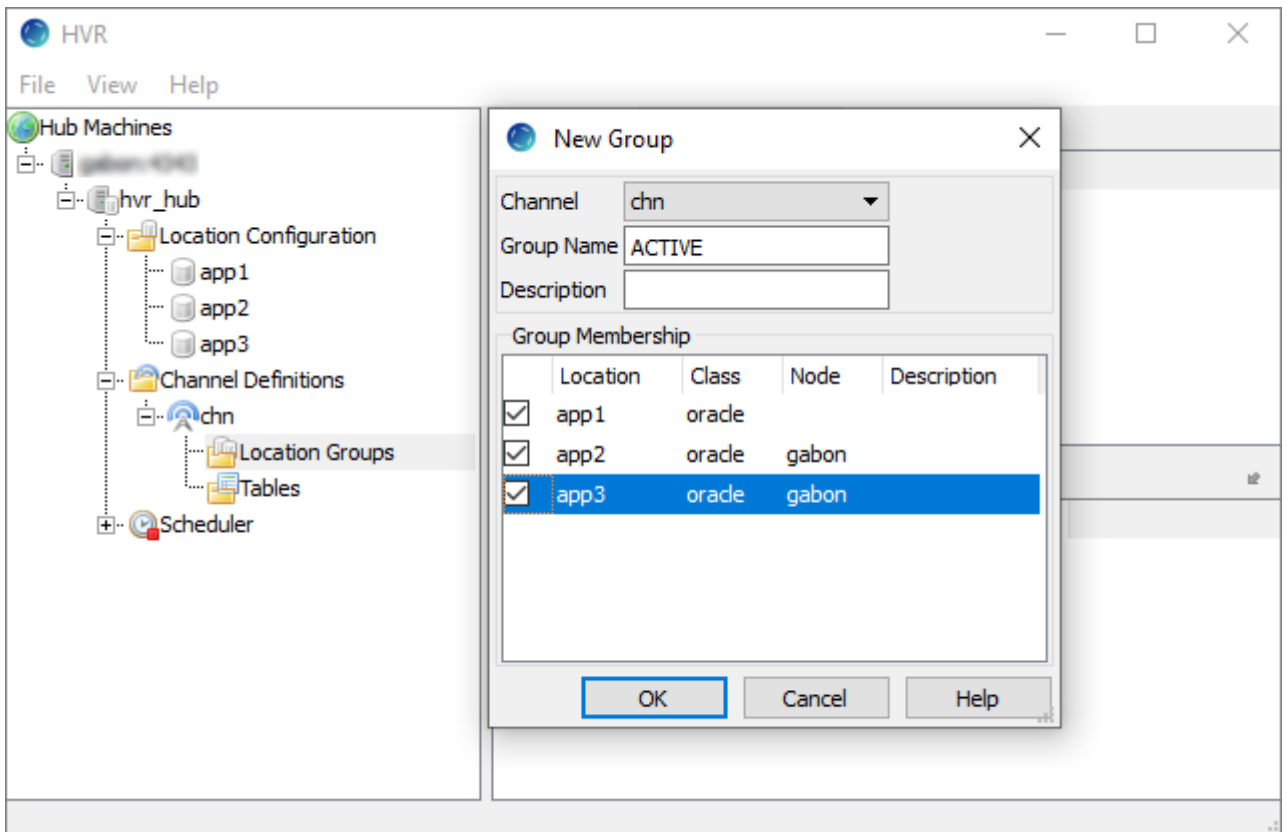 HVR
File View Help
Hub Machines
hvr_hub
Location Configuration
app1
app2
app3
Channel Definitions
chn
Location Groups
Tables
Scheduler
New Group
Channel chn
Group Name ACTIVE
Description
Group Membership
Location Class Node Description
app1 oracle
app2 oracle gabon
app3 oracle gabon
OK Cancel Help